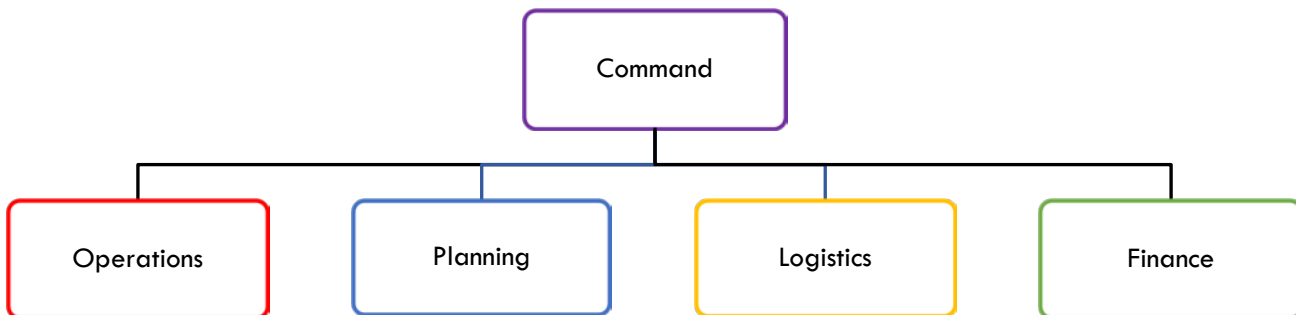 Command
Operations
Planning
Logistics
Finance